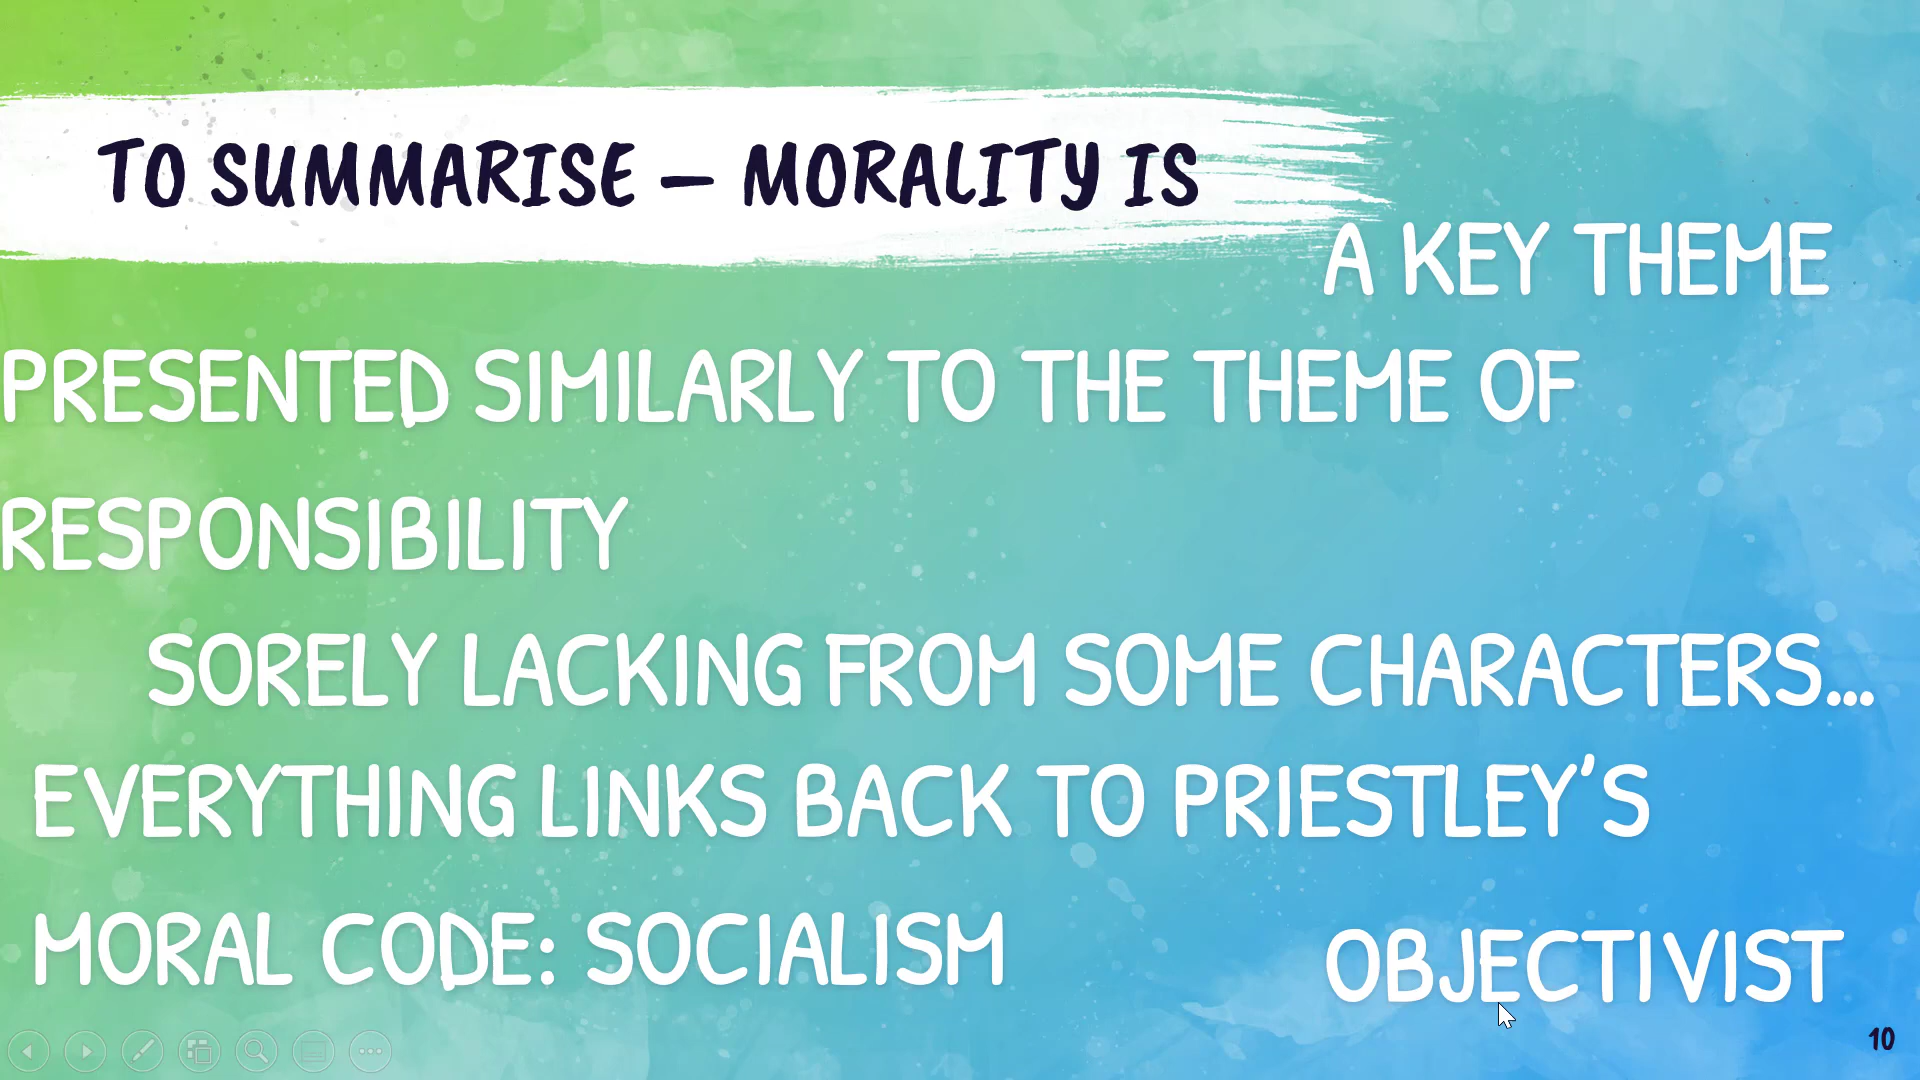 TO SUMMARISE – MORALITY IS
A KEY THEME
PRESENTED SIMILARLY TO THE THEME OF
RESPONSIBILITY
SORELY LACKING FROM SOME CHARACTERS...
EVERYTHING LINKS BACK TO PRIESTLEY'S
MORAL CODE: SOCIALISM
OBJECTIVIST
10